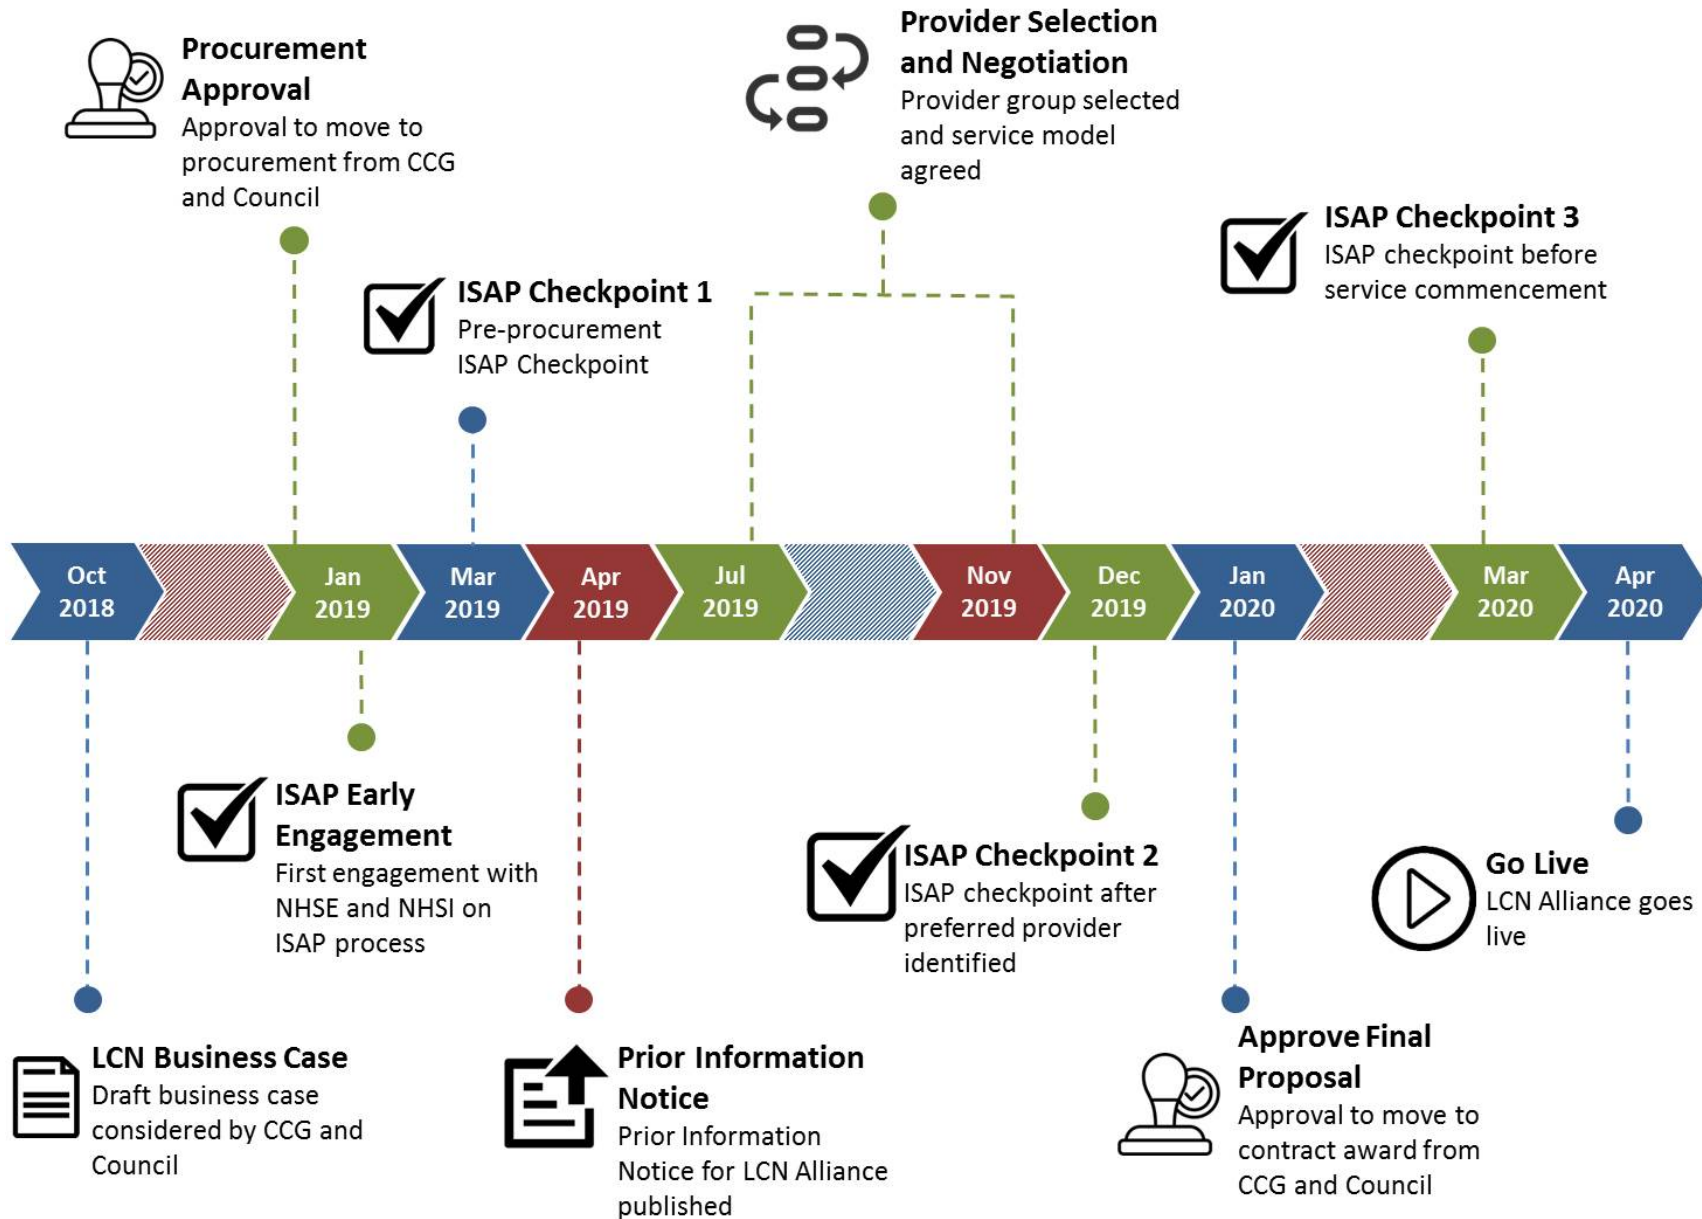 Procurement
Approval
Approval to move to
procurement from CCG
and Council
Provider Selection
and Negotiation
Provider group selected
and service model
agreed
ISAP Checkpoint 1
Pre-procurement
ISAP Checkpoint
ISAP Checkpoint 3
ISAP checkpoint before
service commencement
Oct
2018
Jan
2019
Mar
2019
Apr
2019
Jul
2019
Nov
2019
Dec
2019
Jan
2020
Mar
2020
Apr
2020
ISAP Early
Engagement
First engagement with
NHSE and NHSI on
ISAP process
ISAP Checkpoint 2
ISAP checkpoint after
preferred provider
identified
Go Live
LCN Alliance goes
live
LCN Business Case
Draft business case
considered by CCG and
Council
Prior Information
Notice
Prior Information
Notice for LCN Alliance
published
Approve Final
Proposal
Approval to move to
contract award from
CCG and Council